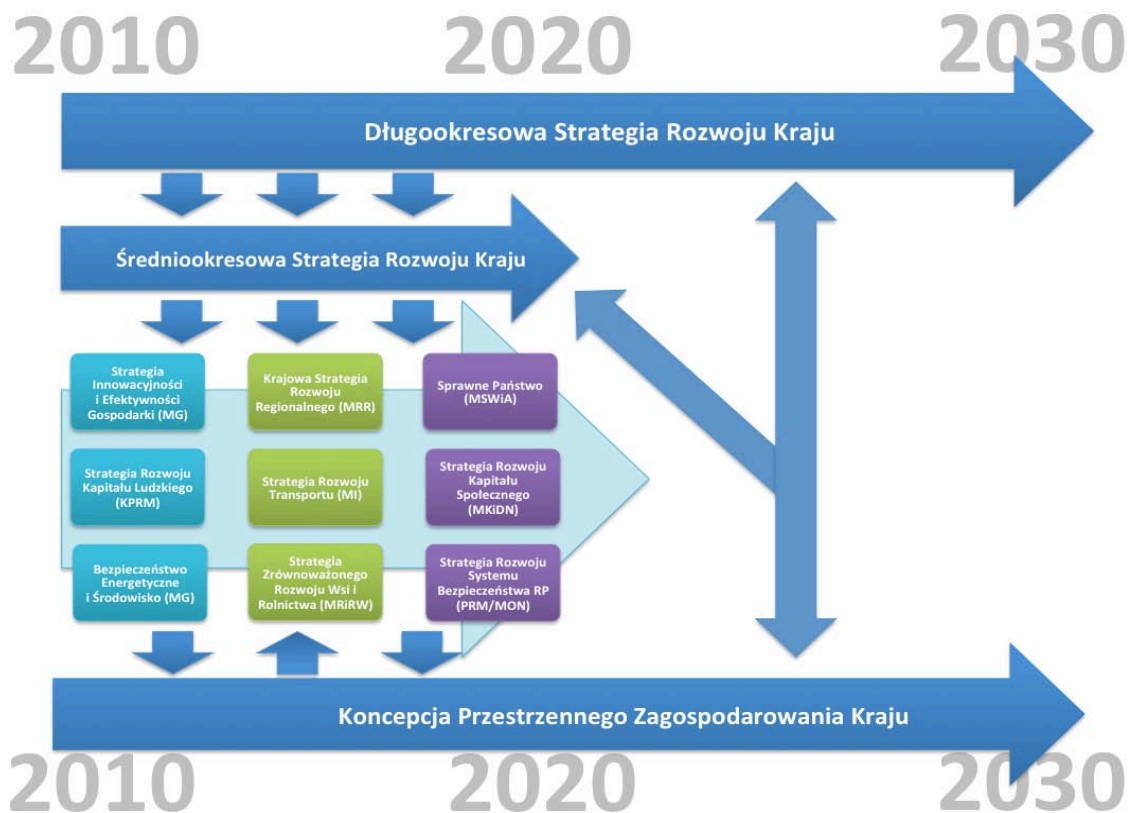 2010 2020 2030
Długookresowa Strategia Rozwoju Kraju
Średniookresowa Strategia Rozwoju Kraju
Strategia
Innowacyjności
i Efektywności
Gospodarki (MG)
Krajowa Strategia
Rozwoju
Regionalnego (MRR)
Sprawne Państwo
(MSWiA)
Strategia Rozwoju
Kapitału Ludzkiego
(KPRM)
Strategia Rozwoju
Transportu (MI)
Strategia Rozwoju
Kapitału
Społecznego
(MKiDN)
Bezpieczeństwo
Energetyczne
i Środowisko (MG)
Strategia
Zrównoważonego
Rozwoju Wsi i
Rolnictwa (MRiRW)
Strategia Rozwoju
Systemu
Bezpieczeństwa RP
(PRM/MON)
Koncepcja Przestrzennego Zagospodarowania Kraju
2010 2020 2030